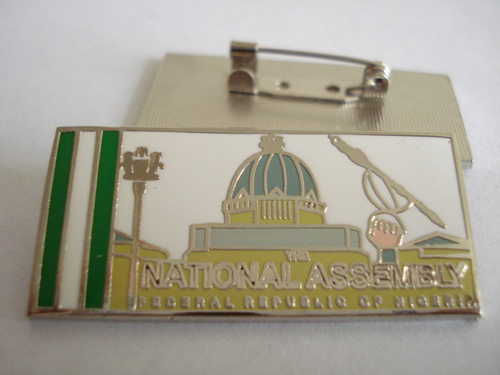 THE
NATIONAL ASSEMBLY
FEDERAL REPUBLIC OF NIGERIA